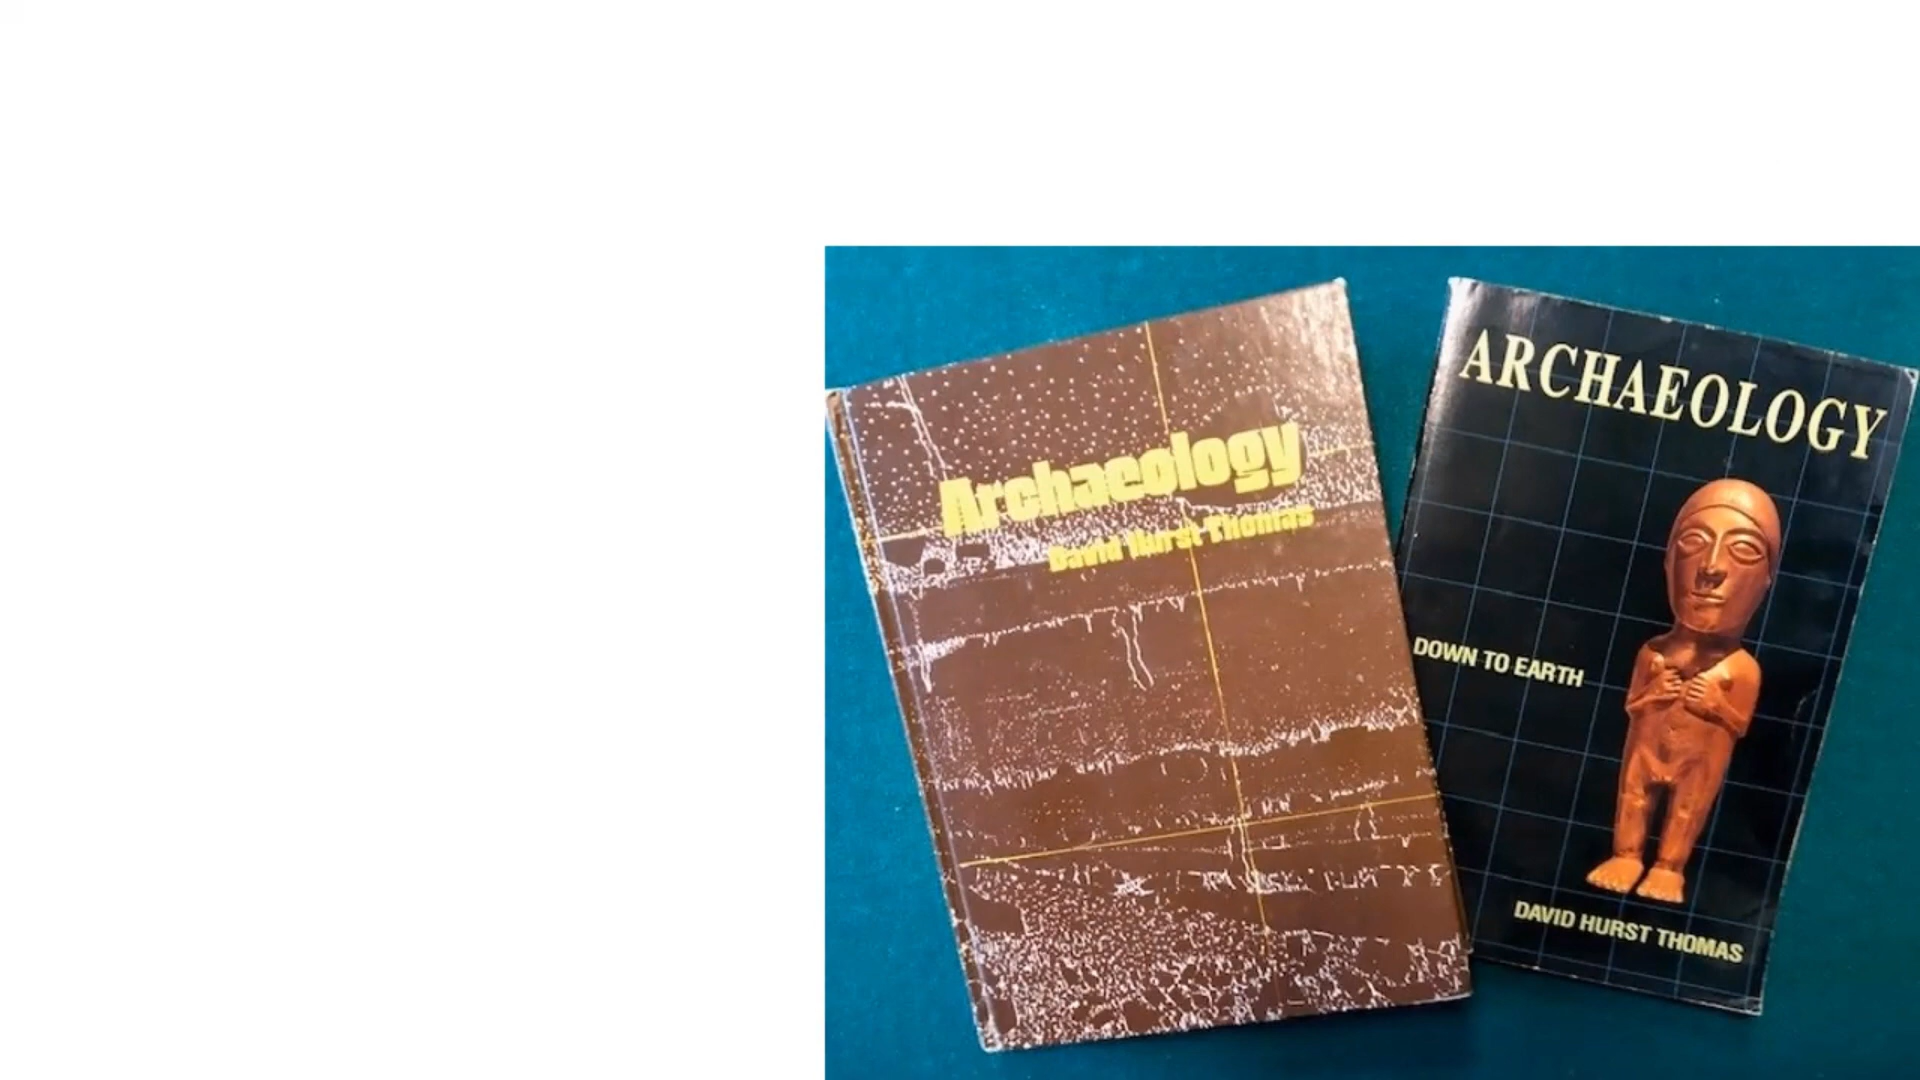 Archaeology
David Hurst Thomas
ARCHAEOLOGY
DOWN TO EARTH
DAVID HURST THOMAS